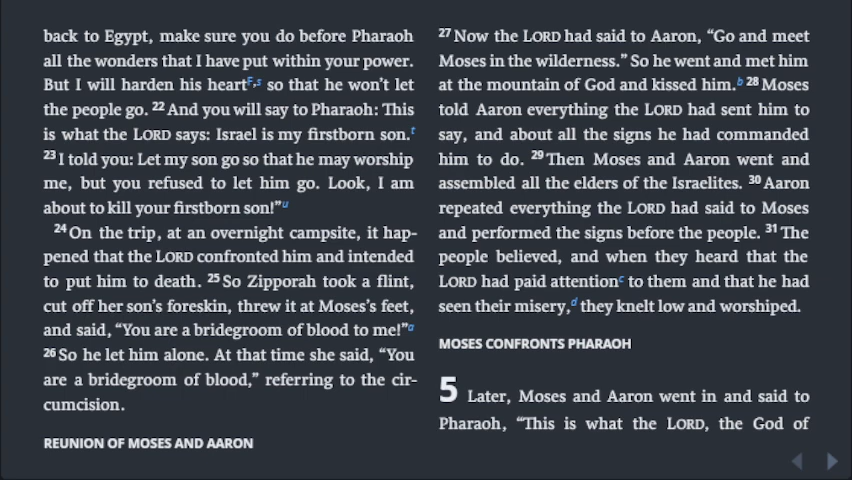 back to Egypt, make sure you do before Pharaoh
all the wonders that I have put within your power.
But I will harden his heartF,s so that he won't let
the people go. 22 And you will say to Pharaoh: This
is what the LORD says: Israel is my firstborn son.t
23 I told you: Let my son go so that he may worship
me, but you refused to let him go. Look, I am
about to kill your firstborn son!”u
24 On the trip, at an overnight campsite, it hap-
pened that the LORD confronted him and intended
to put him to death. 25 So Zipporah took a flint,
cut off her son's foreskin, threw it at Moses's feet,
and said, “You are a bridegroom of blood to me!”a
26 So he let him alone. At that time she said, “You
are a bridegroom of blood,” referring to the cir-
cumcision.
REUNION OF MOSES AND AARON
27 Now the LORD had said to Aaron, “Go and meet
Moses in the wilderness.” So he went and met him
at the mountain of God and kissed him.b 28 Moses
told Aaron everything the LORD had sent him to
say, and about all the signs he had commanded
him to do. 29 Then Moses and Aaron went and
assembled all the elders of the Israelites. 30 Aaron
repeated everything the LORD had said to Moses
and performed the signs before the people. 31 The
people believed, and when they heard that the
LORD had paid attentionc to them and that he had
seen their misery,d they knelt low and worshiped.
MOSES CONFRONTS PHARAOH
5 Later, Moses and Aaron went in and said to
Pharaoh, “This is what the LORD, the God of